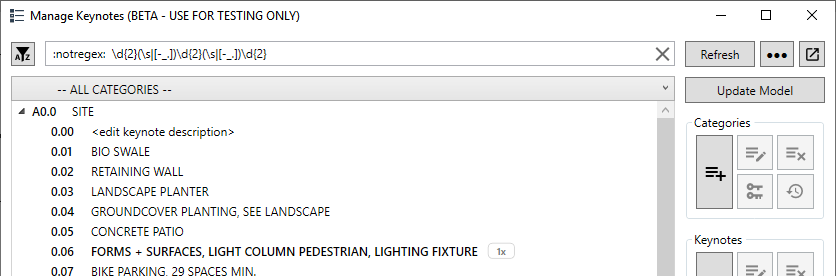 Manage Keynotes (BETA - USE FOR TESTING ONLY)
:notregex: \d{2}(\s|[-_.])\d{2}(\s|[-_.])\d{2}
Refresh
-- ALL CATEGORIES --
Update Model
A0.0 SITE
Categories
0.00 <edit keynote description>
0.01 BIO SWALE
0.02 RETAINING WALL
0.03 LANDSCAPE PLANTER
0.04 GROUNDCOVER PLANTING, SEE LANDSCAPE
0.05 CONCRETE PATIO
0.06 FORMS + SURFACES, LIGHT COLUMN PEDESTRIAN, LIGHTING FIXTURE 1x
Keynotes
0.07 BIKE PARKING, 29 SPACES MIN.